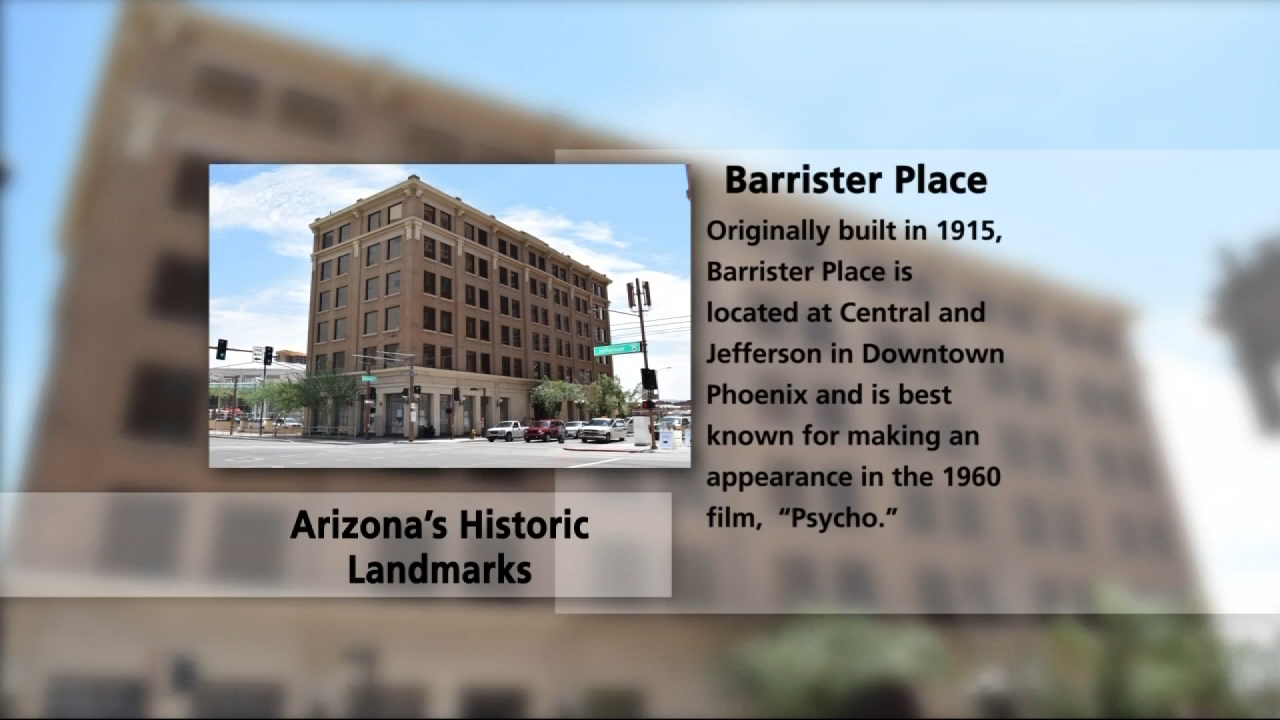 Barrister Place
Originally built in 1915,
Barrister Place is
located at Central and
Jefferson in Downtown
Phoenix and is best
known for making an
appearance in the 1960
film, “Psycho.”
Jefferson
Arizona’s Historic
Landmarks